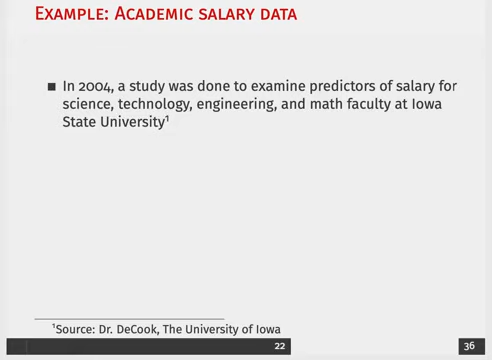 Example: Academic salary data
■ In 2004, a study was done to examine predictors of salary for
science, technology, engineering, and math faculty at Iowa
State University¹
¹Source: Dr. DeCook, The University of Iowa
22
36